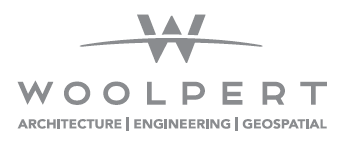 WOOLPERT
ARCHITECTURE | ENGINEERING | GEOSPATIAL